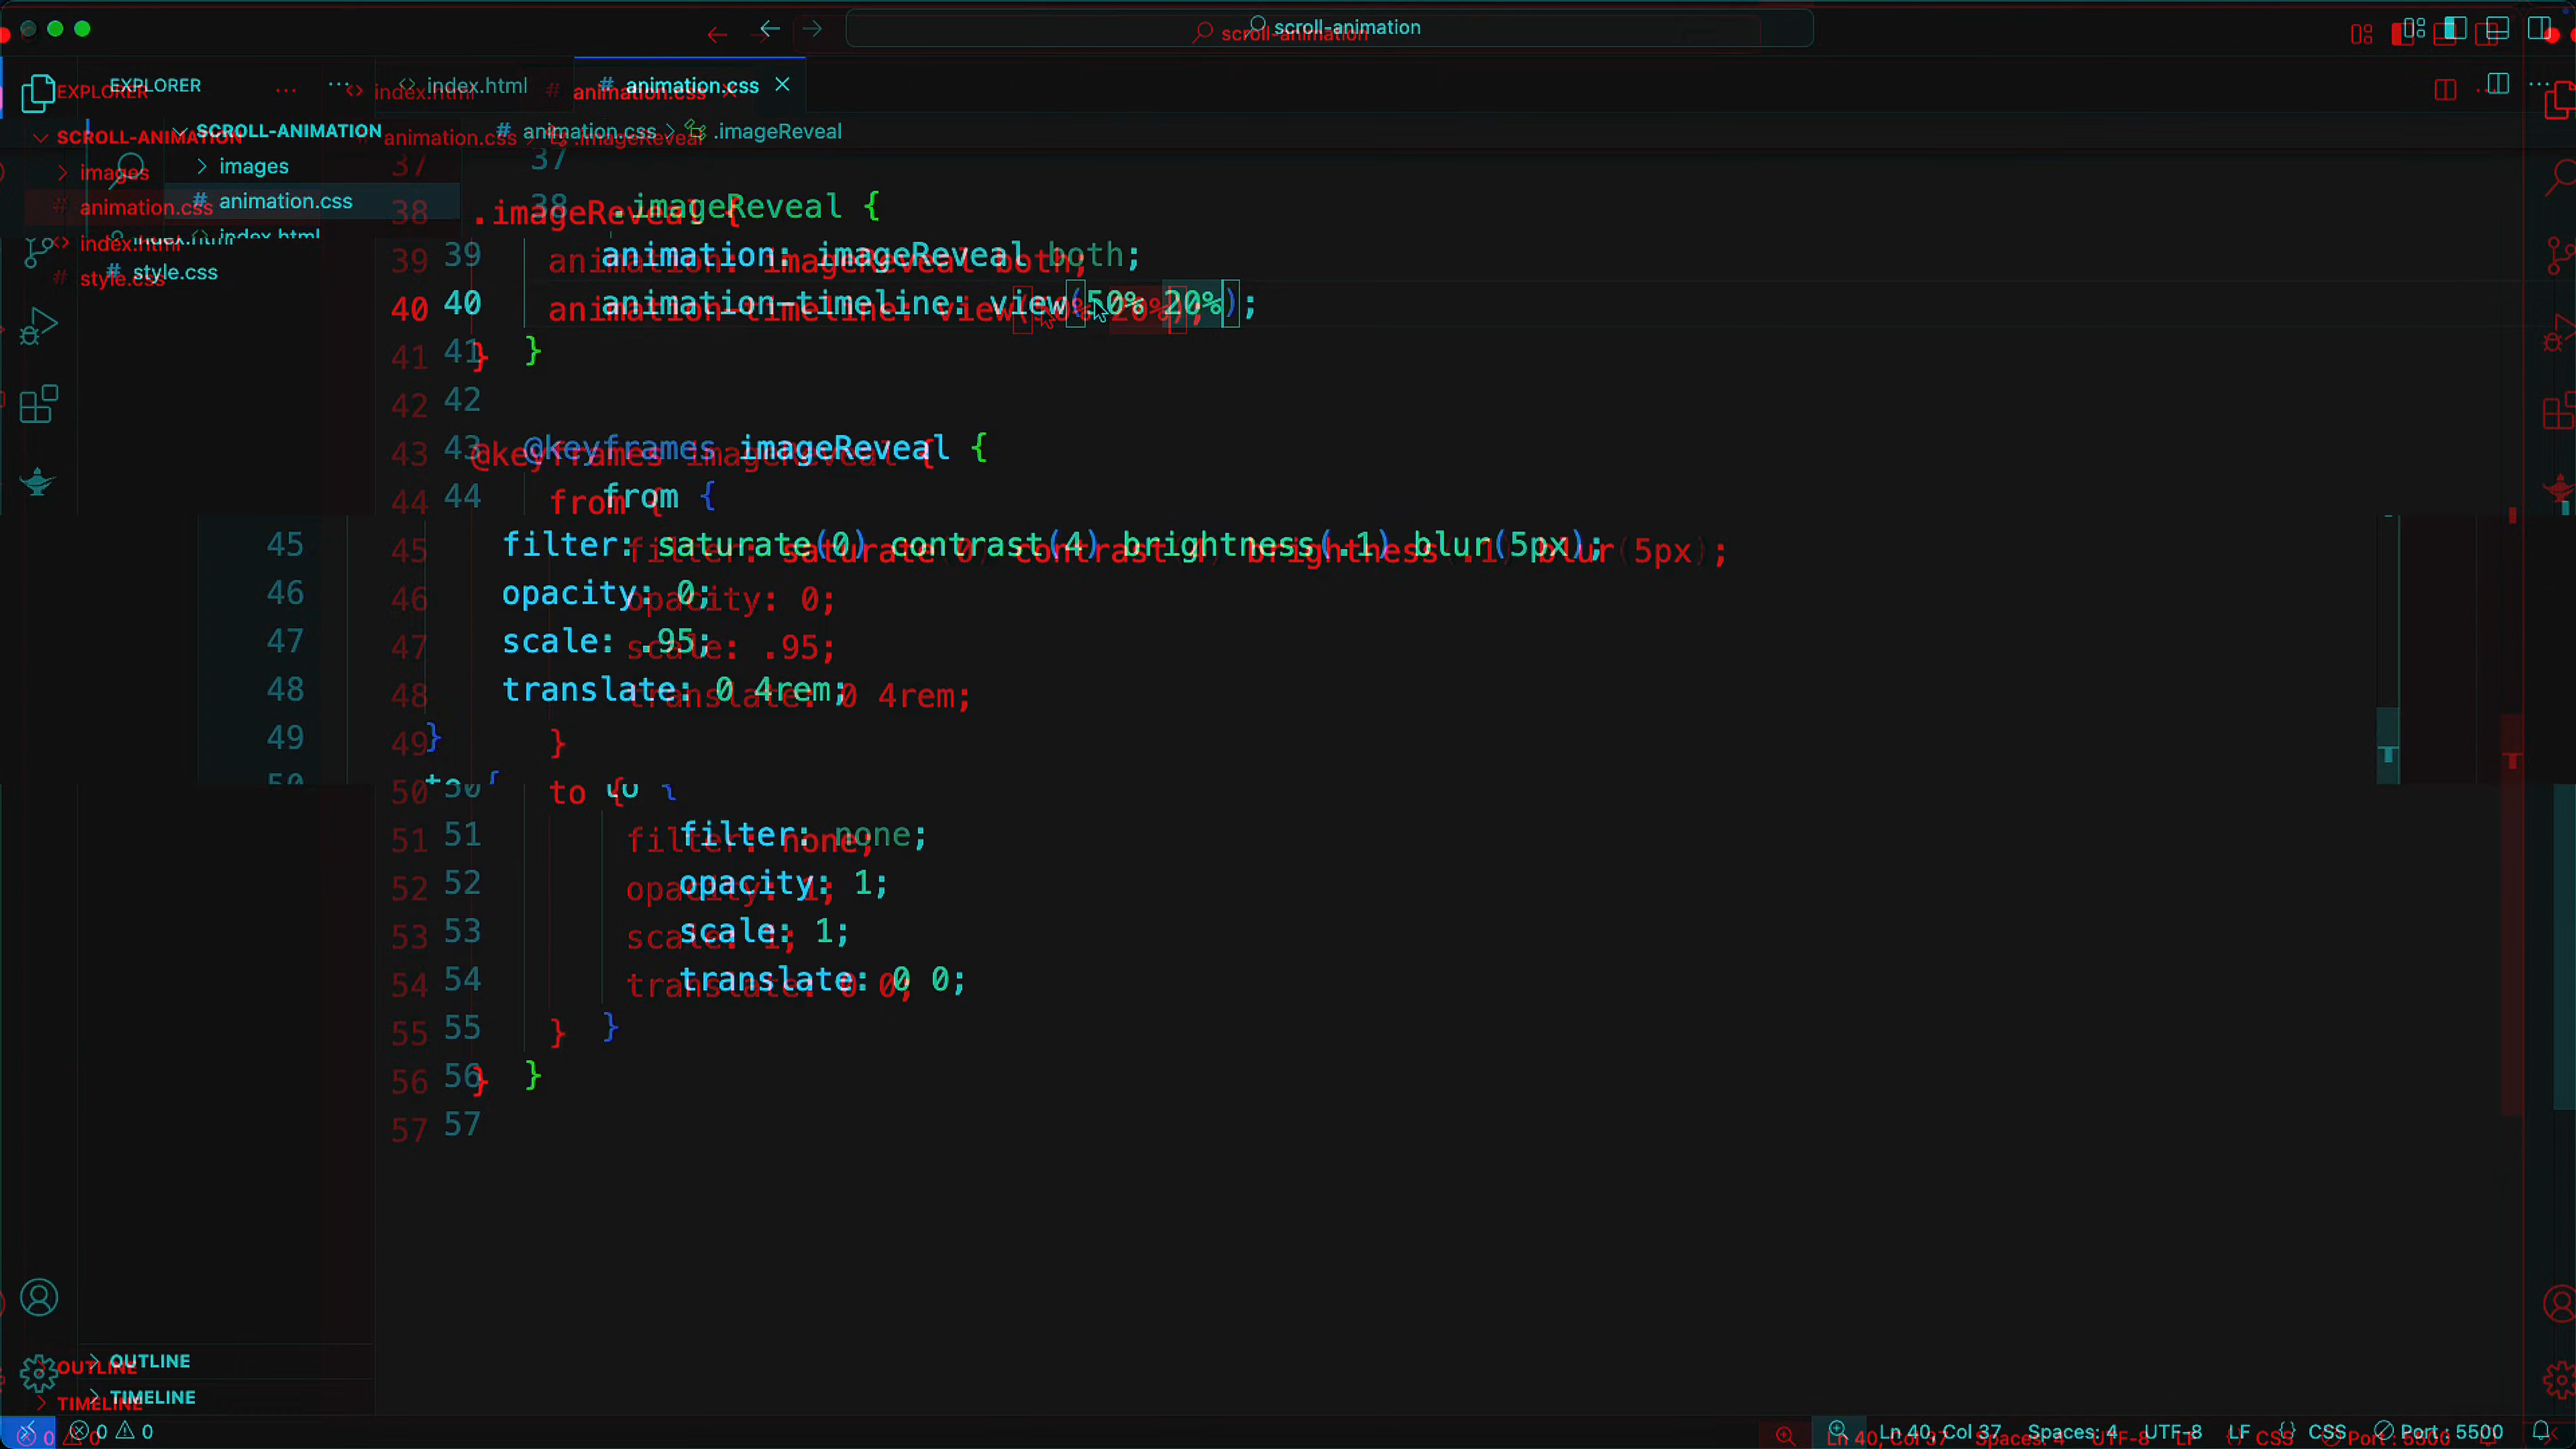 scroll-animation
EXPLORER
index.html
# animation.css
SCROLL-ANIMATION
# animation.css > .imageReveal
images
# animation.css
index.html
# style.css
37
38 .imageReveal {
39 animation: imageReveal both;
40 animation-timeline: view(50% 20%);
41 }
42
43 @keyframes imageReveal {
44 from {
45 filter: saturate(0) contrast(4) brightness(.1) blur(5px);
46 opacity: 0;
47 scale: .95;
48 translate: 0 4rem;
49 }
50 to {
51 filter: none;
52 opacity: 1;
53 scale: 1;
54 translate: 0 0;
55 }
56 }
57
OUTLINE
TIMELINE
0 0 Ln 40, Col 37 Spaces: 4 UTF-8 LF {} CSS Port : 5500